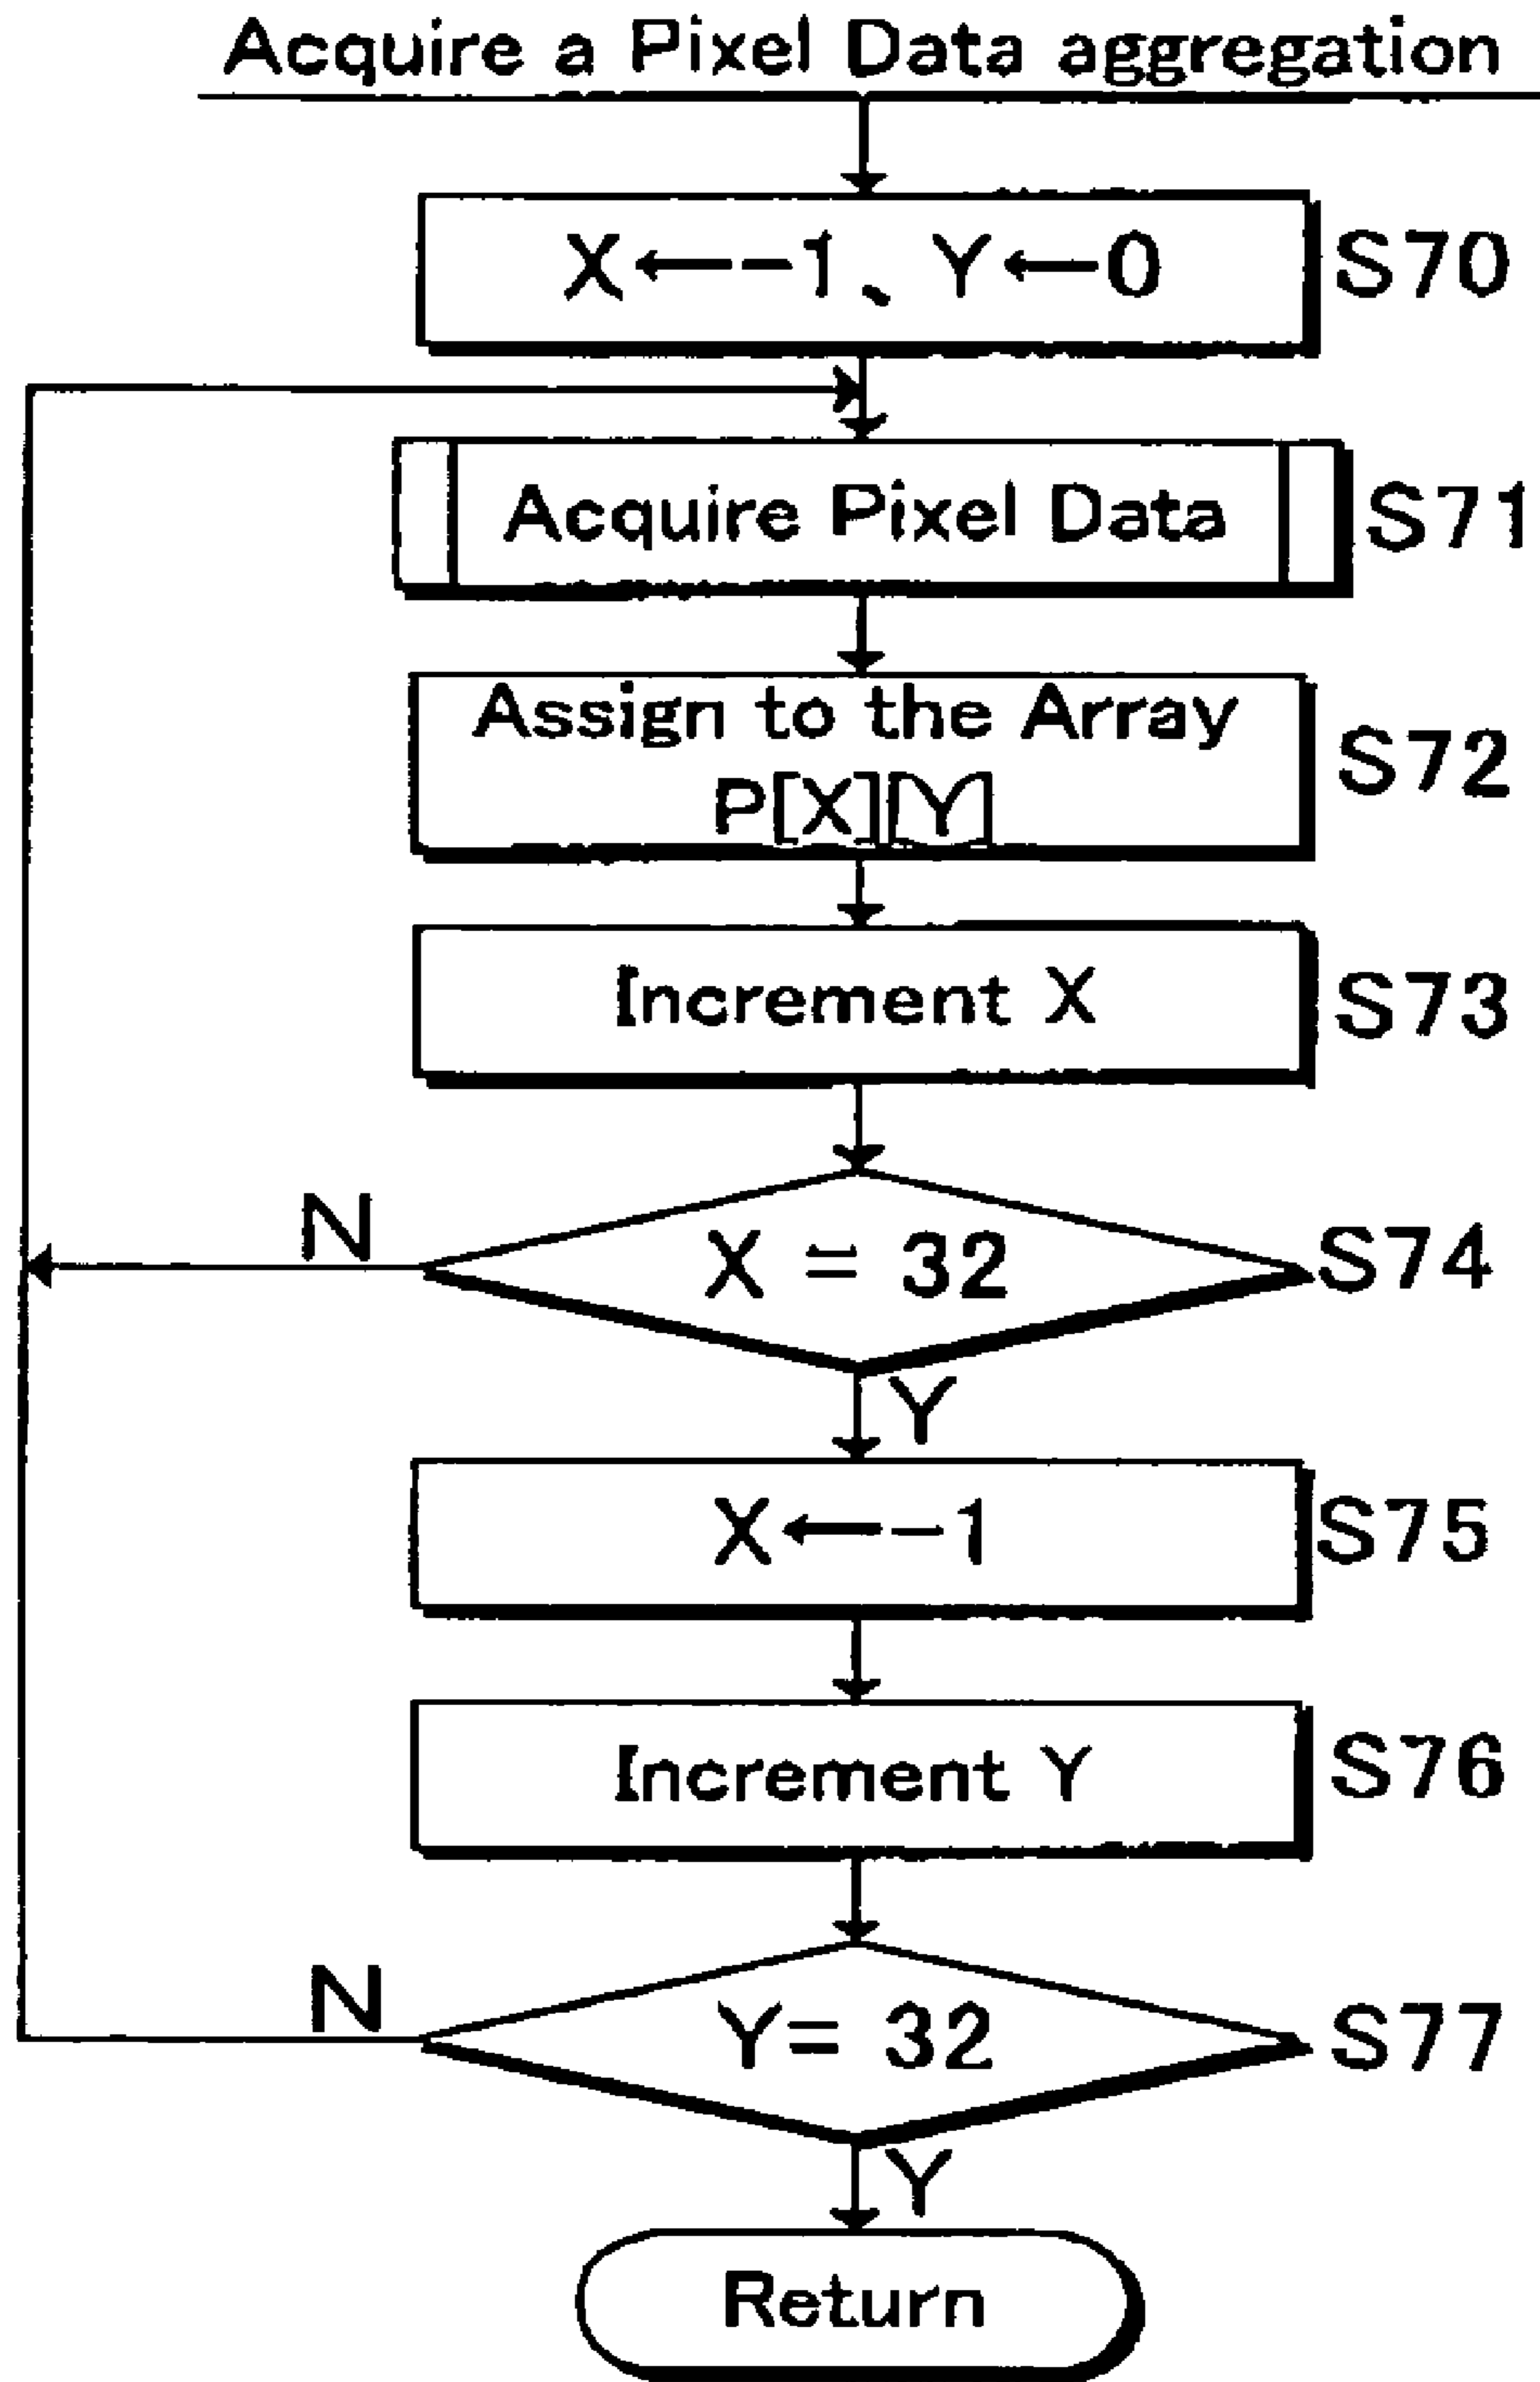 Acquire a Pixel Data aggregation
X←-1、Y←0 S70
Acquire Pixel Data S71
Assign to the Array
P[X][Y] S72
Increment X S73
N X = 32 S74
Y
X←-1 S75
Increment Y S76
N Y= 32 S77
Y
Return